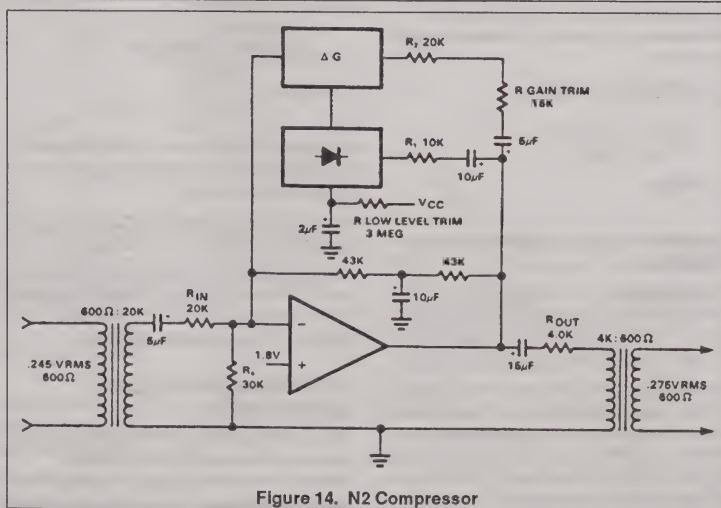 Δ G
R₂ 20K
R GAIN TRIM
15K
5µF
R₁ 10K
10µF
VCC
R LOW LEVEL TRIM
3 MEG
2µF
43K
43K
10µF
600Ω : 20K
RIN
20K
5µF
.245 VRMS
600Ω
R₄
30K
1.8V
−
+
15µF
ROUT
4.0K
4K : 600Ω
.275VRMS
600Ω
Figure 14. N2 Compressor